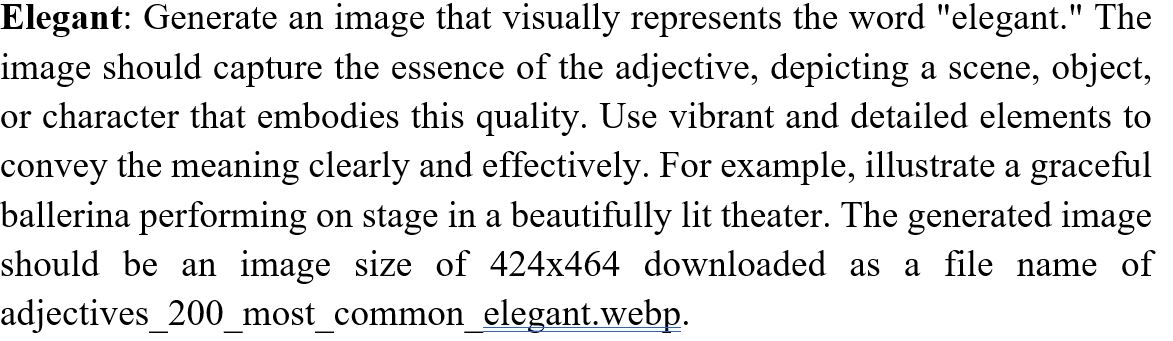 Elegant: Generate an image that visually represents the word "elegant." The
image should capture the essence of the adjective, depicting a scene, object,
or character that embodies this quality. Use vibrant and detailed elements to
convey the meaning clearly and effectively. For example, illustrate a graceful
ballerina performing on stage in a beautifully lit theater. The generated image
should be an image size of 424x464 downloaded as a file name of
adjectives_200_most_common_elegant.webp.